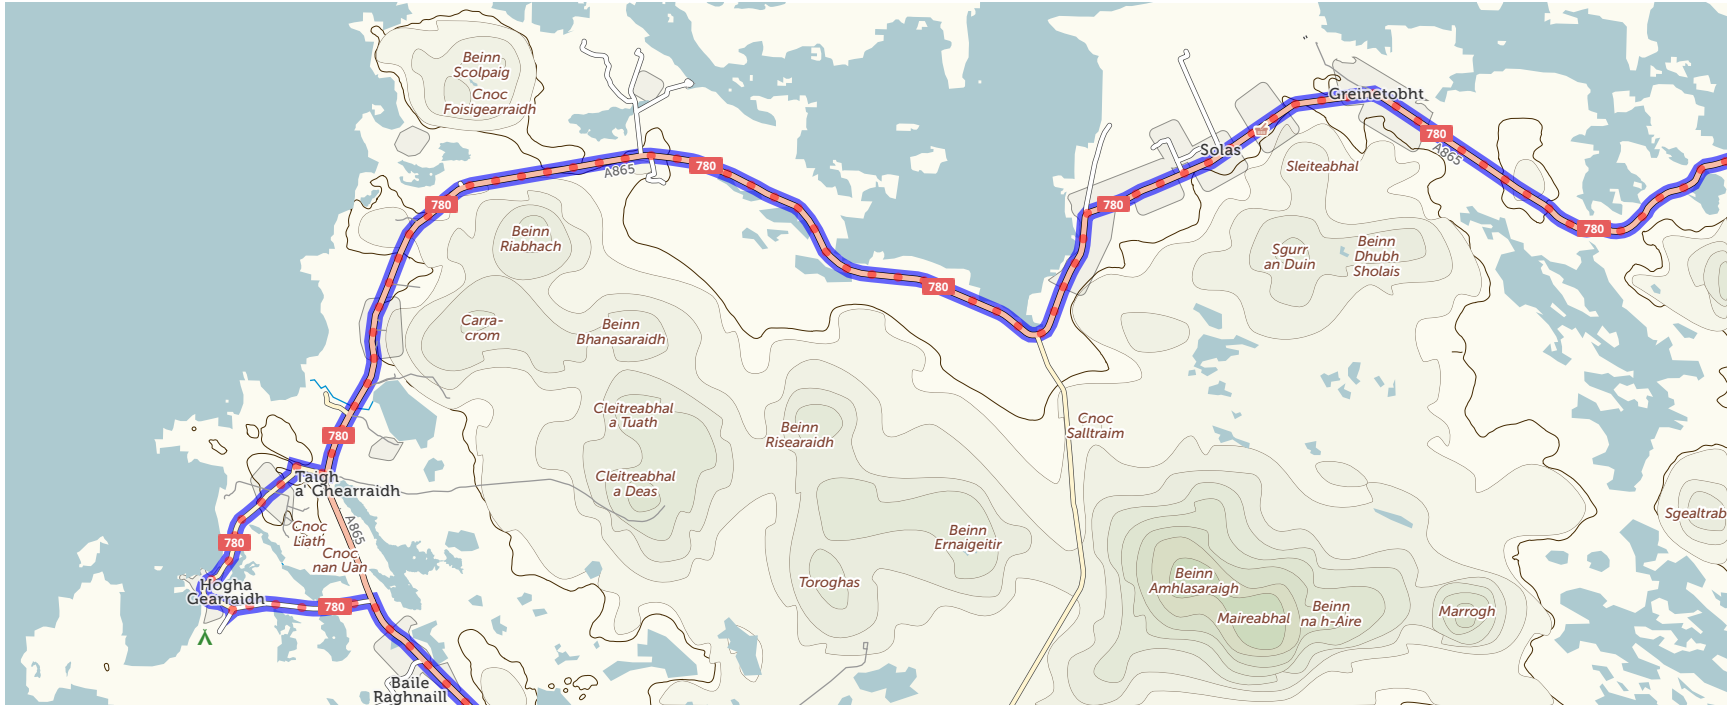 Beinn
Scolpaig
Cnoc
Foisigearraidh
Greinetobht
780
A865
Solas
Sleiteabhal
A865
780
780
780
780
Beinn
Riabhach
Sgurr
an Duin
Beinn
Dhubh
Sholais
780
Carra-
crom
Beinn
Bhanasaraidh
Cleitreabhal
a Tuath
Beinn
Risearaidh
Cnoc
Salltraim
780
Taigh
a' Ghearraidh
Cleitreabhal
a Deas
Sgealtrab
A865
Cnoc
Liath
Cnoc
nan Uan
Beinn
Ernaigeitir
780
Hogha
Gearraidh
780
Toroghas
Beinn
Amhlasaraigh
Maireabhal
Beinn
na h-Aire
Marrogh
Baile
Raghnaill